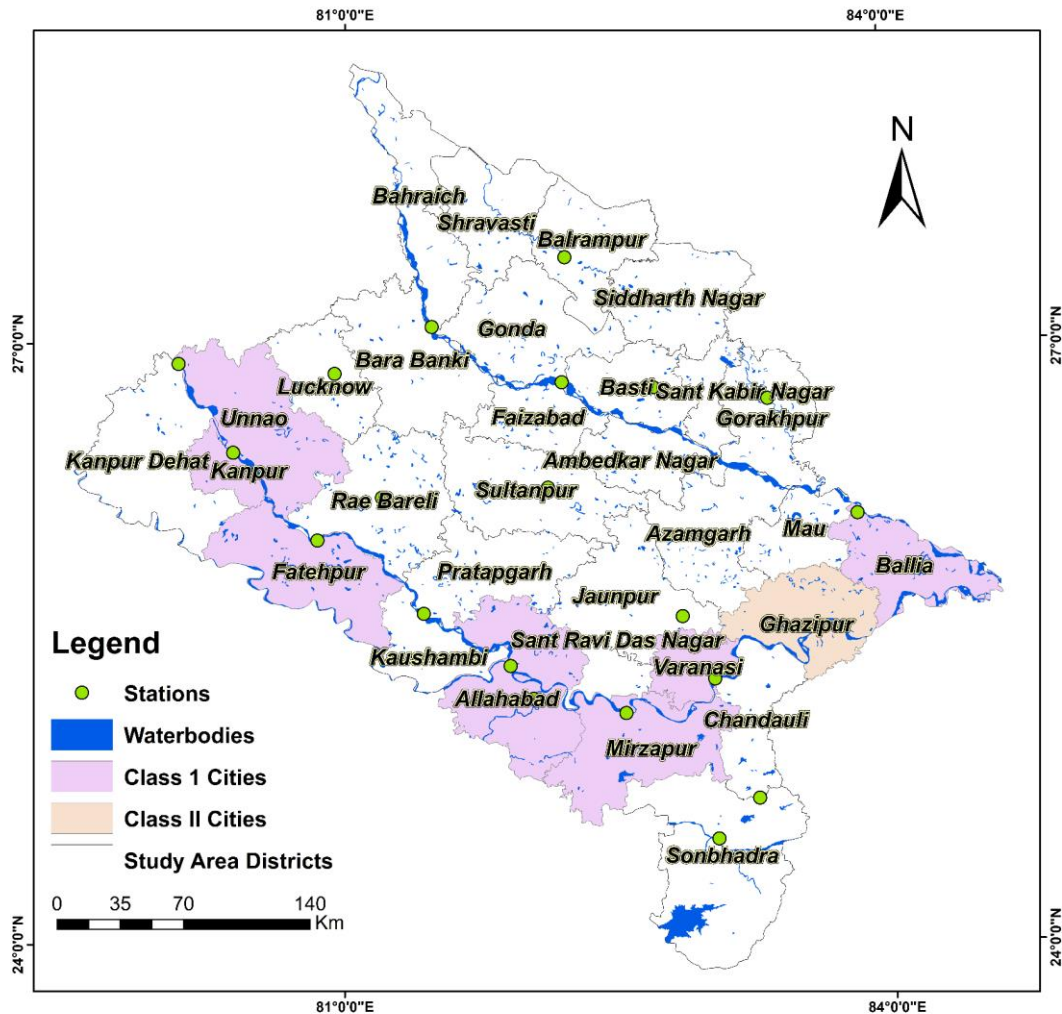 81°0'0"E
84°0'0"E
N
Bahraich
Shravasti
Balrampur
Siddharth Nagar
27°0'0"N
27°0'0"N
Gonda
Bara Banki
Lucknow
Basti
Sant Kabir Nagar
Faizabad
Gorakhpur
Unnao
Kanpur Dehat
Kanpur
Ambedkar Nagar
Rae Bareli
Sultanpur
Azamgarh
Mau
Ballia
Fatehpur
Pratapgarh
Jaunpur
Ghazipur
Sant Ravi Das Nagar
Kaushambi
Varanasi
Allahabad
Chandauli
Mirzapur
Sonbhadra
Legend
Stations
Waterbodies
Class 1 Cities
Class II Cities
Study Area Districts
0 35 70 140
Km
24°0'0"N
24°0'0"N
81°0'0"E
84°0'0"E